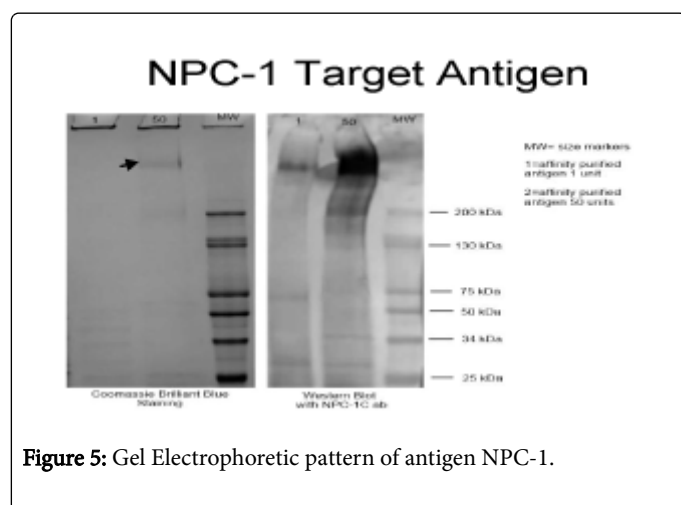 NPC-1 Target Antigen
1 50 MW
1 50 MW
MW= size markers
1=affinity purified
antigen 1 unit
2=affinity purified
antigen 50 units
200 kDa
130 kDa
75 kDa
50 kDa
34 kDa
25 kDa
Coomassie Brilliant Blue
Staining
Western Blot
with NPC-1C ab
Figure 5: Gel Electrophoretic pattern of antigen NPC-1.